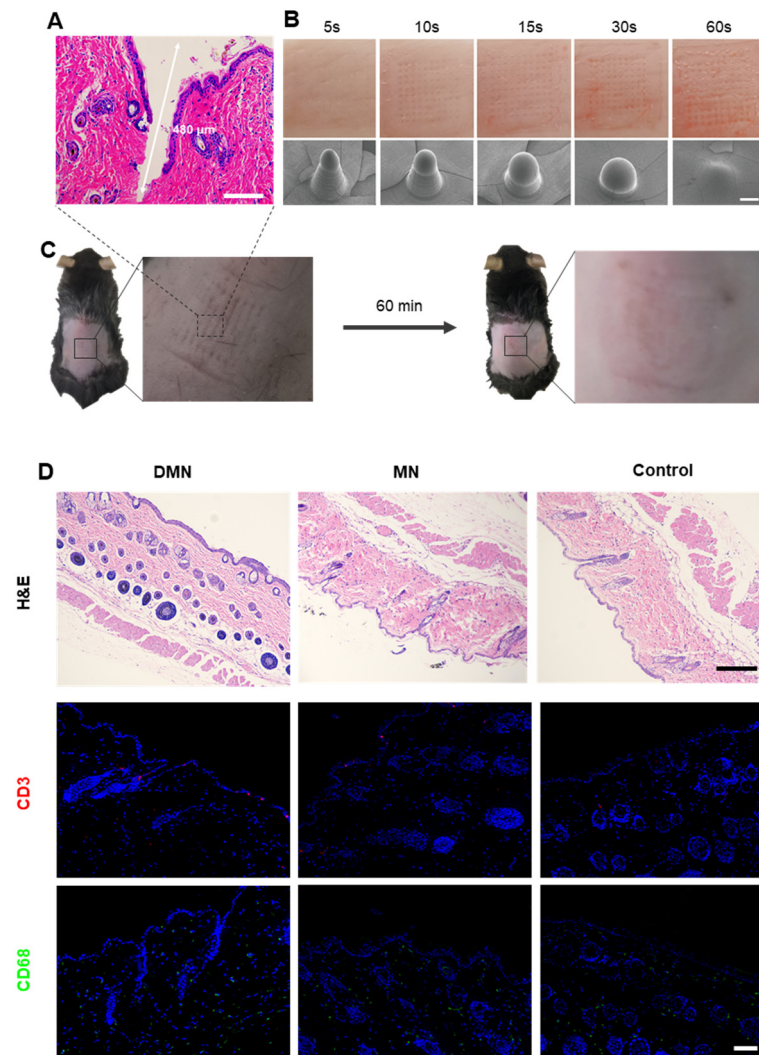 A
480 μm
B
5s 10s 15s 30s 60s
C
60 min
D
DMN MN Control
H&E
CD3
CD68